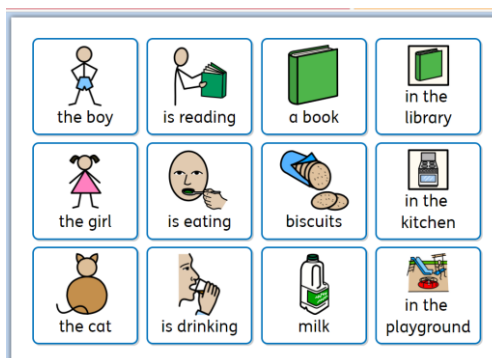 the boy
is reading
a book
in the
library
the girl
is eating
biscuits
in the
kitchen
the cat
is drinking
milk
in the
playground